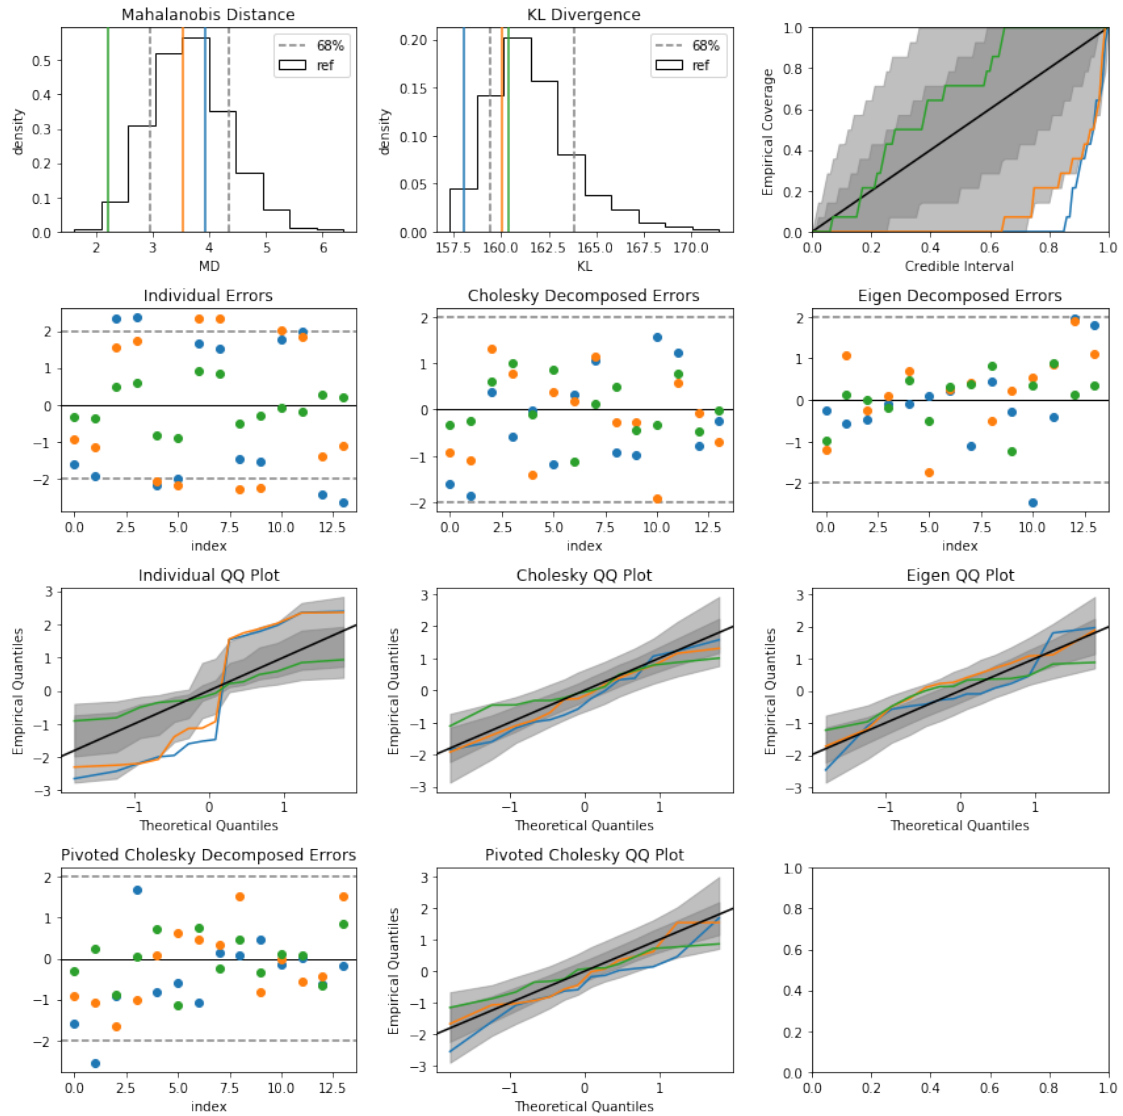 Mahalanobis Distance
density
0.0
0.1
0.2
0.3
0.4
0.5
68%
ref
2 3 4 5 6
MD
KL Divergence
density
0.00
0.05
0.10
0.15
0.20
68%
ref
157.5 160.0 162.5 165.0 167.5 170.0
KL
Empirical Coverage
1.0
0.8
0.6
0.4
0.2
0.0
0.0 0.2 0.4 0.6 0.8 1.0
Credible Interval
Individual Errors
2
1
0
−1
−2
0.0 2.5 5.0 7.5 10.0 12.5
index
Cholesky Decomposed Errors
2
1
0
−1
−2
0.0 2.5 5.0 7.5 10.0 12.5
index
Eigen Decomposed Errors
2
1
0
−1
−2
0.0 2.5 5.0 7.5 10.0 12.5
index
Individual QQ Plot
Empirical Quantiles
3
2
1
0
−1
−2
−3
−1 0 1
Theoretical Quantiles
Cholesky QQ Plot
Empirical Quantiles
3
2
1
0
−1
−2
−3
−1 0 1
Theoretical Quantiles
Eigen QQ Plot
Empirical Quantiles
3
2
1
0
−1
−2
−3
−1 0 1
Theoretical Quantiles
Pivoted Cholesky Decomposed Errors
2
1
0
−1
−2
0.0 2.5 5.0 7.5 10.0 12.5
index
Pivoted Cholesky QQ Plot
Empirical Quantiles
3
2
1
0
−1
−2
−3
−1 0 1
Theoretical Quantiles
1.0
0.8
0.6
0.4
0.2
0.0
0.0 0.2 0.4 0.6 0.8 1.0